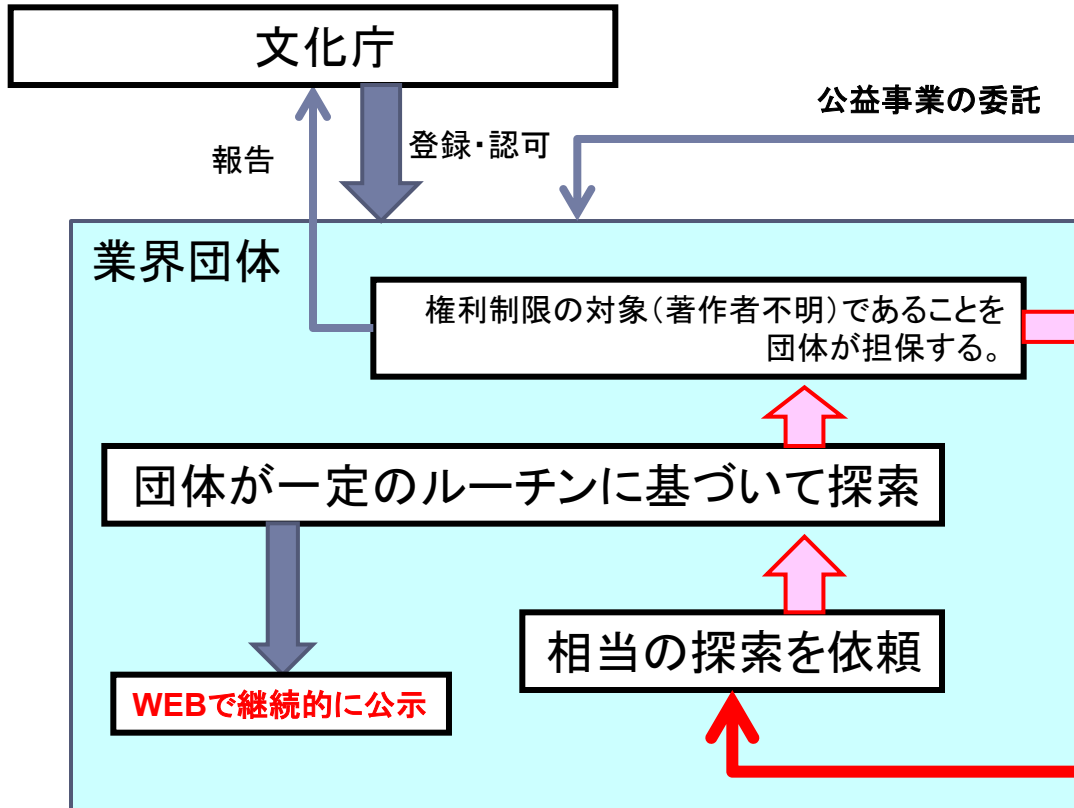 文化庁
公益事業の委託
報告
登録・認可
業界団体
権利制限の対象（著作者不明）であることを
団体が担保する。
団体が一定のルーチンに基づいて探索
相当の探索を依頼
WEBで継続的に公示